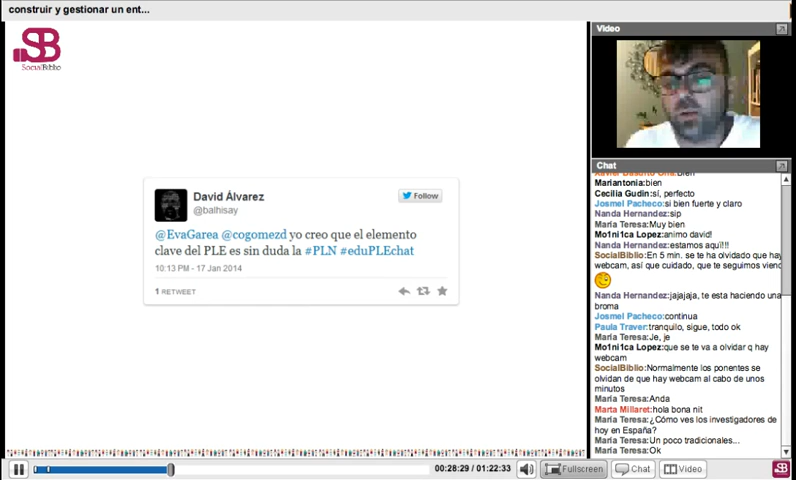 construir y gestionar un ent...
SB
SocialBiblio
David Álvarez
@balhisay
Follow
@EvaGarea @cogomezd yo creo que el elemento
clave del PLE es sin duda la #PLN #eduPLEchat
10:13 PM - 17 Jan 2014
1 RETWEET
Video
Chat
Mariantonia:bien
Cecilia Gudin:sí, perfecto
Josmel Pacheco:si bien fuerte y claro
Nanda Hernandez:sip
María Teresa:Muy bien
Mo1ni1ca Lopez:animo david!
Nanda Hernandez:estamos aquì!!!
SocialBiblio:En 5 min. se te ha olvidado que hay
webcam, así que cuidado, que te seguimos viend
Nanda Hernandez:jajajaja, te esta haciendo una
broma
Josmel Pacheco:continua
Paula Traver:tranquilo, sigue, todo ok
María Teresa:Je, je
Mo1ni1ca Lopez:que se te va a olvidar q hay
webcam
SocialBiblio:Normalmente los ponentes se
olvidan de que hay webcam al cabo de unos
minutos
María Teresa:Anda
Marta Millaret:hola bona nit
María Teresa:¿Cómo ves los investigadores de
hoy en España?
María Teresa:Un poco tradicionales...
María Teresa:Ok
00:28:29 / 01:22:33
Fullscreen
Chat
Video
SB